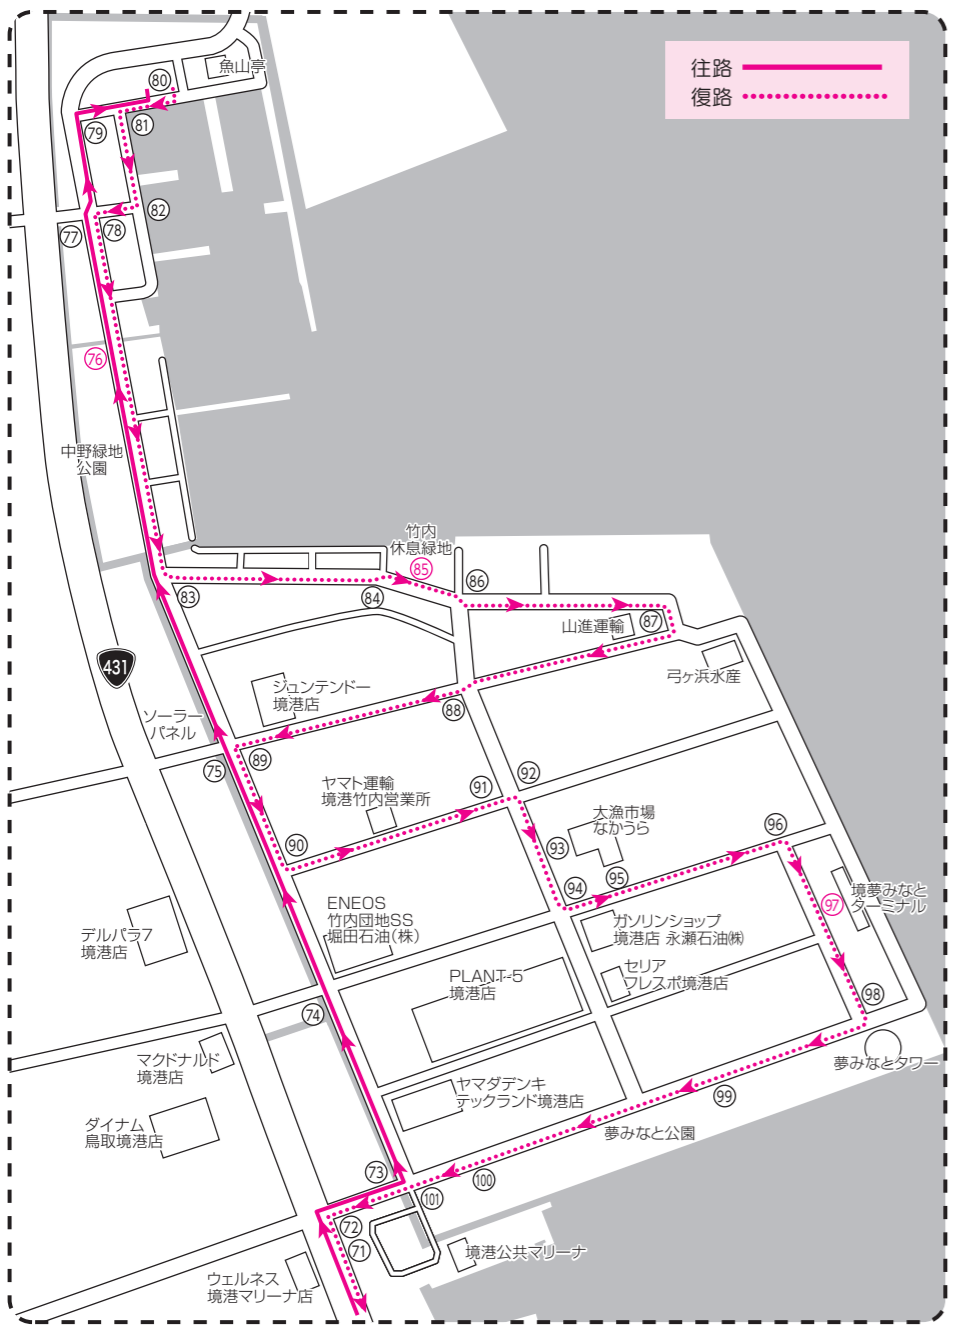 往路
復路
魚山亭
80
79
81
82
77
78
76
中野緑地
公園
竹内
休息緑地
85
86
83
84
87
山進運輸
弓ヶ浜水産
431
ジュンテンドー
境港店
88
ソーラー
パネル
75
89
ヤマト運輸
境港竹内営業所
91
92
大漁市場
なかうら
96
90
93
94
95
境夢みなと
ターミナル
97
ENEOS
竹内団地SS
堀田石油(株)
ガソリンショップ
境港店 永瀬石油㈱
デルパラ7
境港店
PLANT-5
境港店
セリア
フレスポ境港店
98
74
マクドナルド
境港店
夢みなとタワー
ヤマダデンキ
テックランド境港店
99
ダイナム
鳥取境港店
夢みなと公園
73
100
101
72
71
境港公共マリーナ
ウェルネス
境港マリーナ店